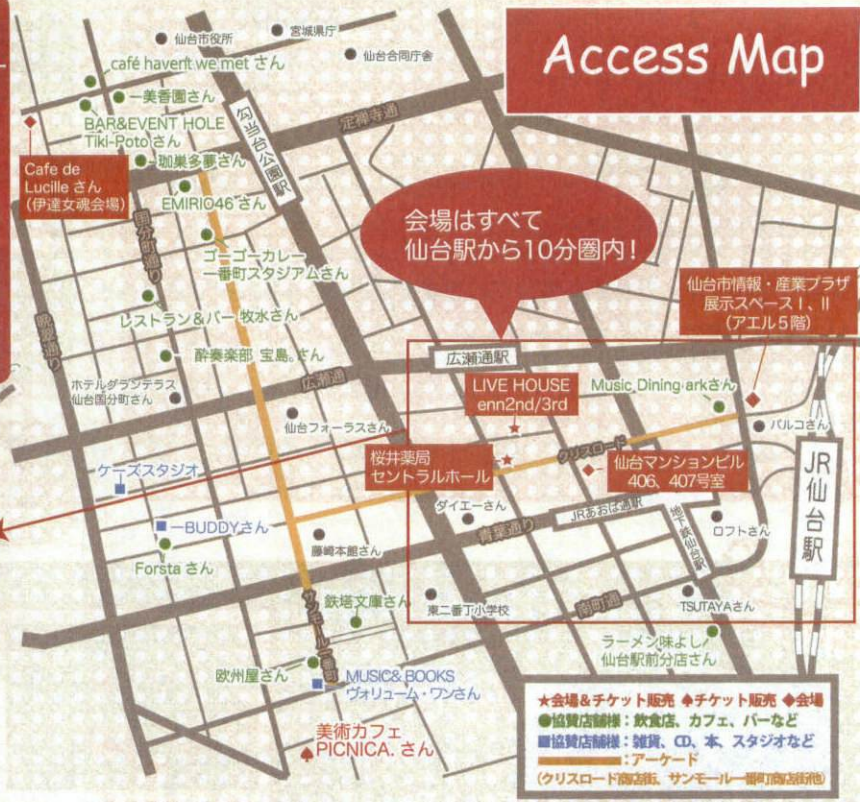 Access Map
仙台市役所
宮城県庁
仙台合同庁舎
café haven't we met さん
一美香園さん
BAR&EVENT HOLE
Tiki-Poto さん
珈巣多夢さん
Cafe de
Lucille さん
(伊達女魂会場)
EMIRIO46 さん
勾当台公園駅
定禅寺通
国分町通り
晩翠通り
ゴーゴーカレー
一番町スタジアムさん
会場はすべて
仙台駅から10分圏内!
仙台市情報・産業プラザ
展示スペースⅠ、Ⅱ
(アエル5階)
レストラン&バー 牧水さん
酔奏楽部 宝島。さん
広瀬通
広瀬通駅
ホテルグランテラス
仙台国分町さん
仙台フォーラスさん
LIVE HOUSE
enn2nd/3rd
Music Dining arkさん
パルコさん
桜井薬局
セントラルホール
クリスロード
仙台マンションビル
406、407号室
JR仙台駅
ケーズスタジオ
ダイエーさん
JRあおば通駅
地下鉄仙台駅
ロフトさん
BUDDYさん
Forsta さん
藤崎本館さん
青葉通り
東二番丁小学校
南町通
TSUTAYAさん
サンモール一番町
鉄塔文庫さん
ラーメン味よし
仙台駅前分店さん
欧州屋さん
MUSIC& BOOKS
ヴォリューム・ワンさん
美術カフェ
PICNICA. さん
★会場&チケット販売 ♠チケット販売 ◆会場
●協賛店舗様:飲食店、カフェ、バーなど
■協賛店舗様:雑貨、CD、本、スタジオなど
:アーケード
(クリスロード商店街、サンモール一番町商店街他)